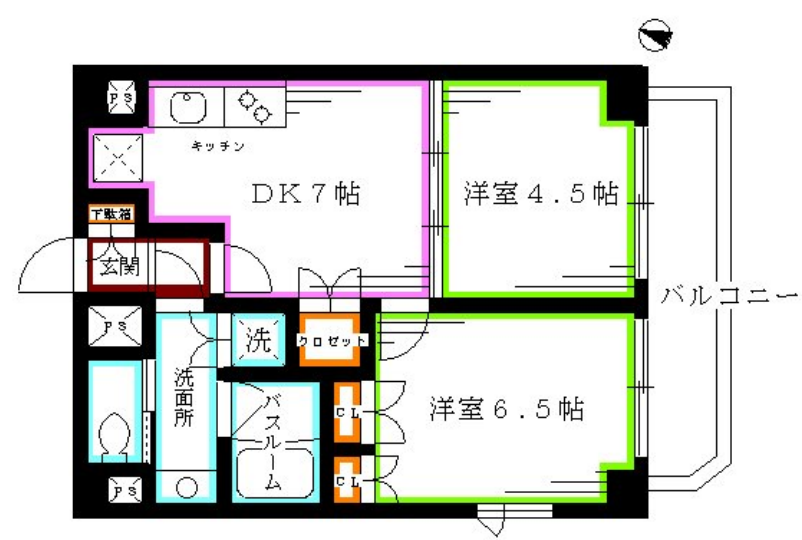 PS
キッチン
DK7帖
洋室4.5帖
下駄箱
玄関
バルコニー
PS
洗
クロゼット
洗面所
バスルーム
CL
洋室6.5帖
CL
PS